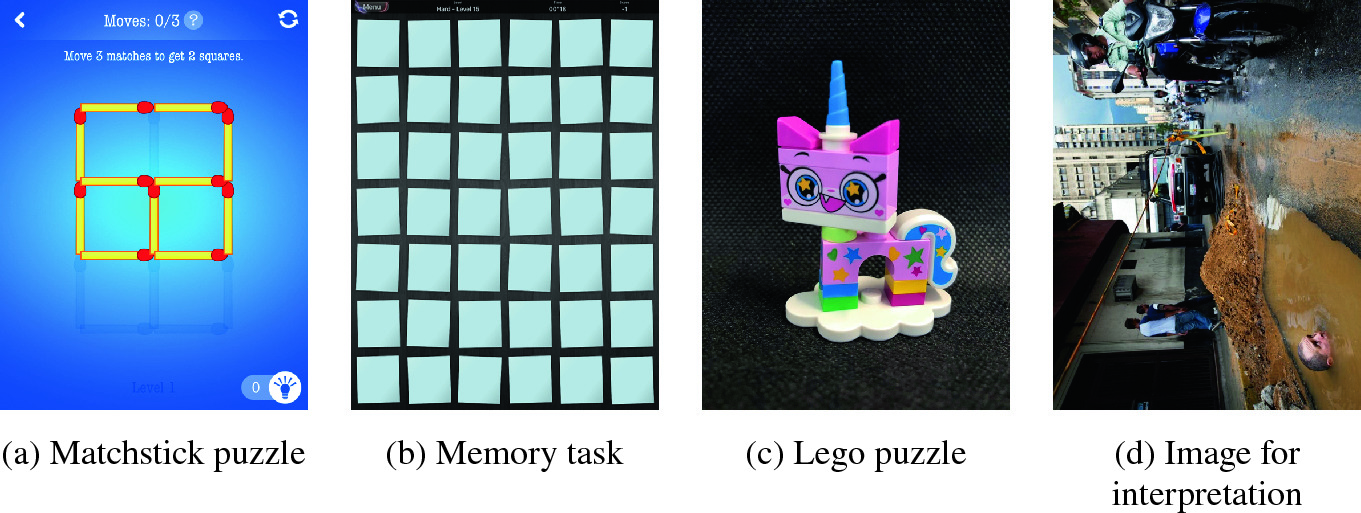 Moves: 0/3 ?
Move 3 matches to get 2 squares.
Level 1
0
Menu
Hard - Level 15
00"18
-1
(a) Matchstick puzzle
(b) Memory task
(c) Lego puzzle
(d) Image for
interpretation